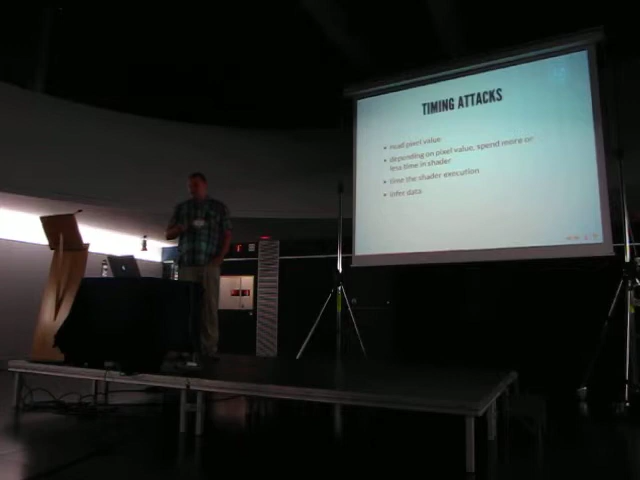 TIMING ATTACKS
• read pixel value
• depending on pixel value, spend more or
less time in shader
• time the shader execution
• infer data